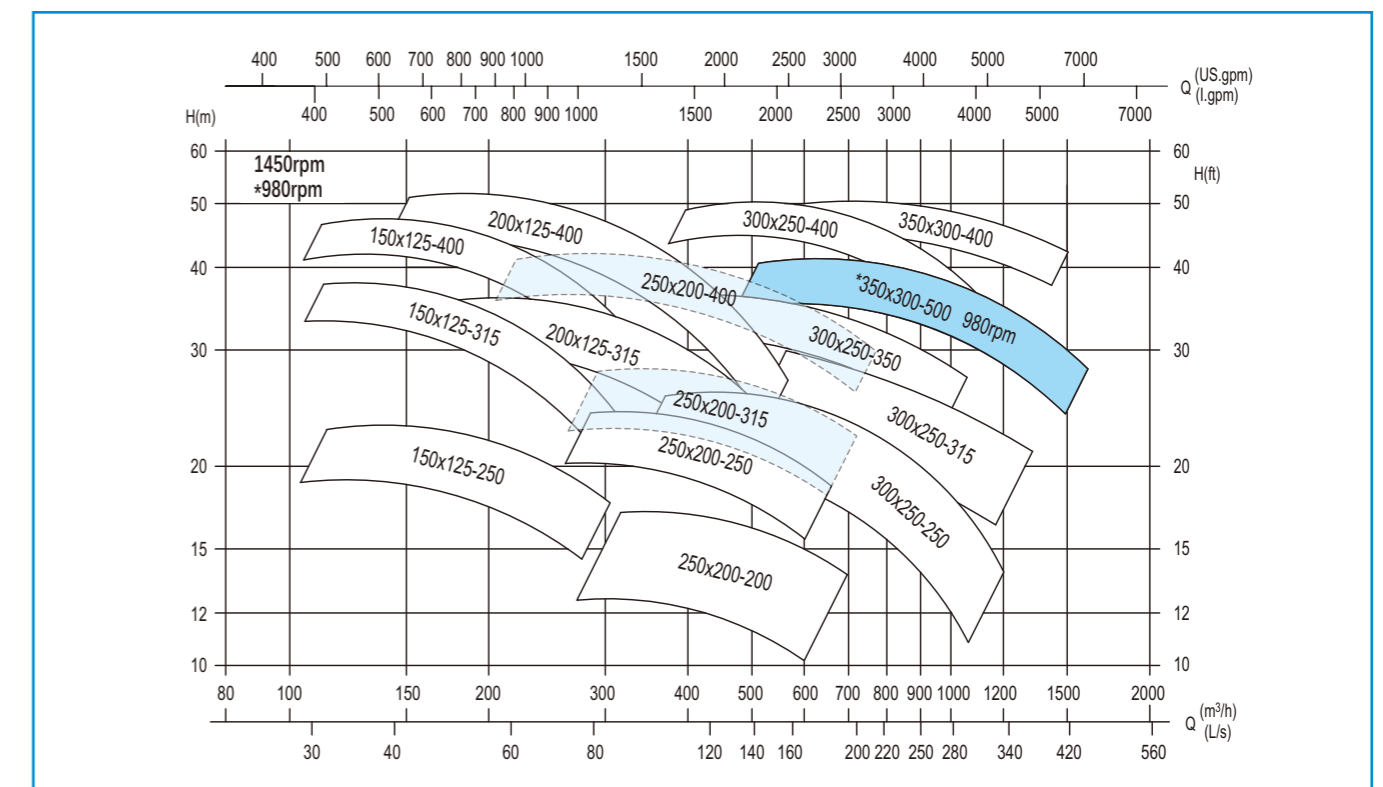 400 500 600 700 800 900 1000 1500 2000 2500 3000 4000 5000 7000
Q (US.gpm)
(I.gpm)
400 500 600 700 800 900 1000 1500 2000 2500 3000 4000 5000 7000
H(m)
60 60
1450rpm
*980rpm
H(ft)
50 50
200x125-400
300x250-400
350x300-400
150x125-400
40 40
250x200-400
*350x300-500 980rpm
150x125-315
200x125-315
300x250-350
30 30
250x200-315
300x250-315
250x200-250
150x125-250
20 20
300x250-250
15 15
250x200-200
12 12
10 10
80 100 150 200 300 400 500 600 700 800 900 1000 1200 1500 2000
Q (m³/h)
(L/s)
30 40 60 80 120 140 160 200 220 250 280 340 420 560